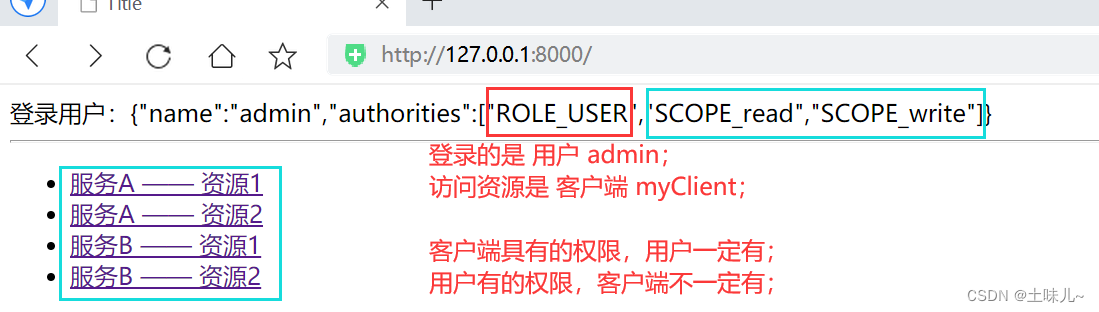 Title
http://127.0.0.1:8000/
登录用户：{"name":"admin","authorities":["ROLE_USER","SCOPE_read","SCOPE_write"]}
登录的是 用户 admin；
访问资源是 客户端 myClient；
服务A —— 资源1
服务A —— 资源2
服务B —— 资源1
服务B —— 资源2
客户端具有的权限，用户一定有；
用户有的权限，客户端不一定有；
CSDN @土味儿~